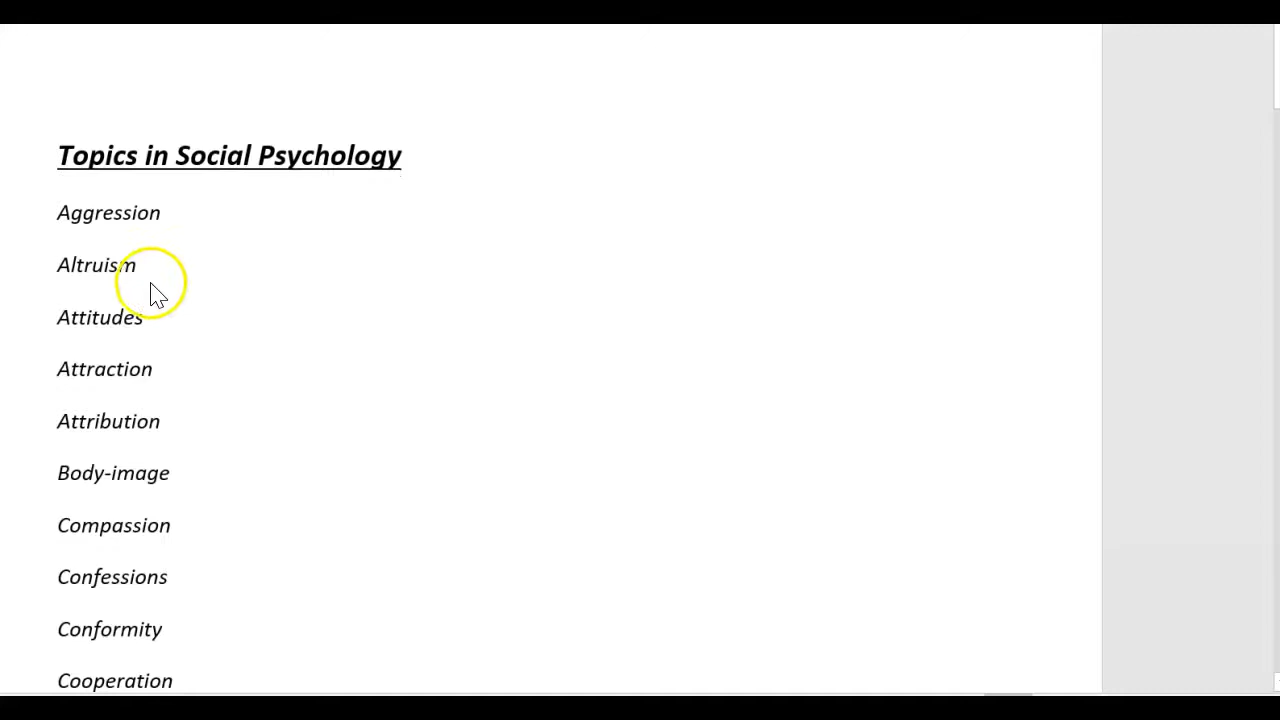 Topics in Social Psychology
Aggression
Altruism
Attitudes
Attraction
Attribution
Body-image
Compassion
Confessions
Conformity
Cooperation